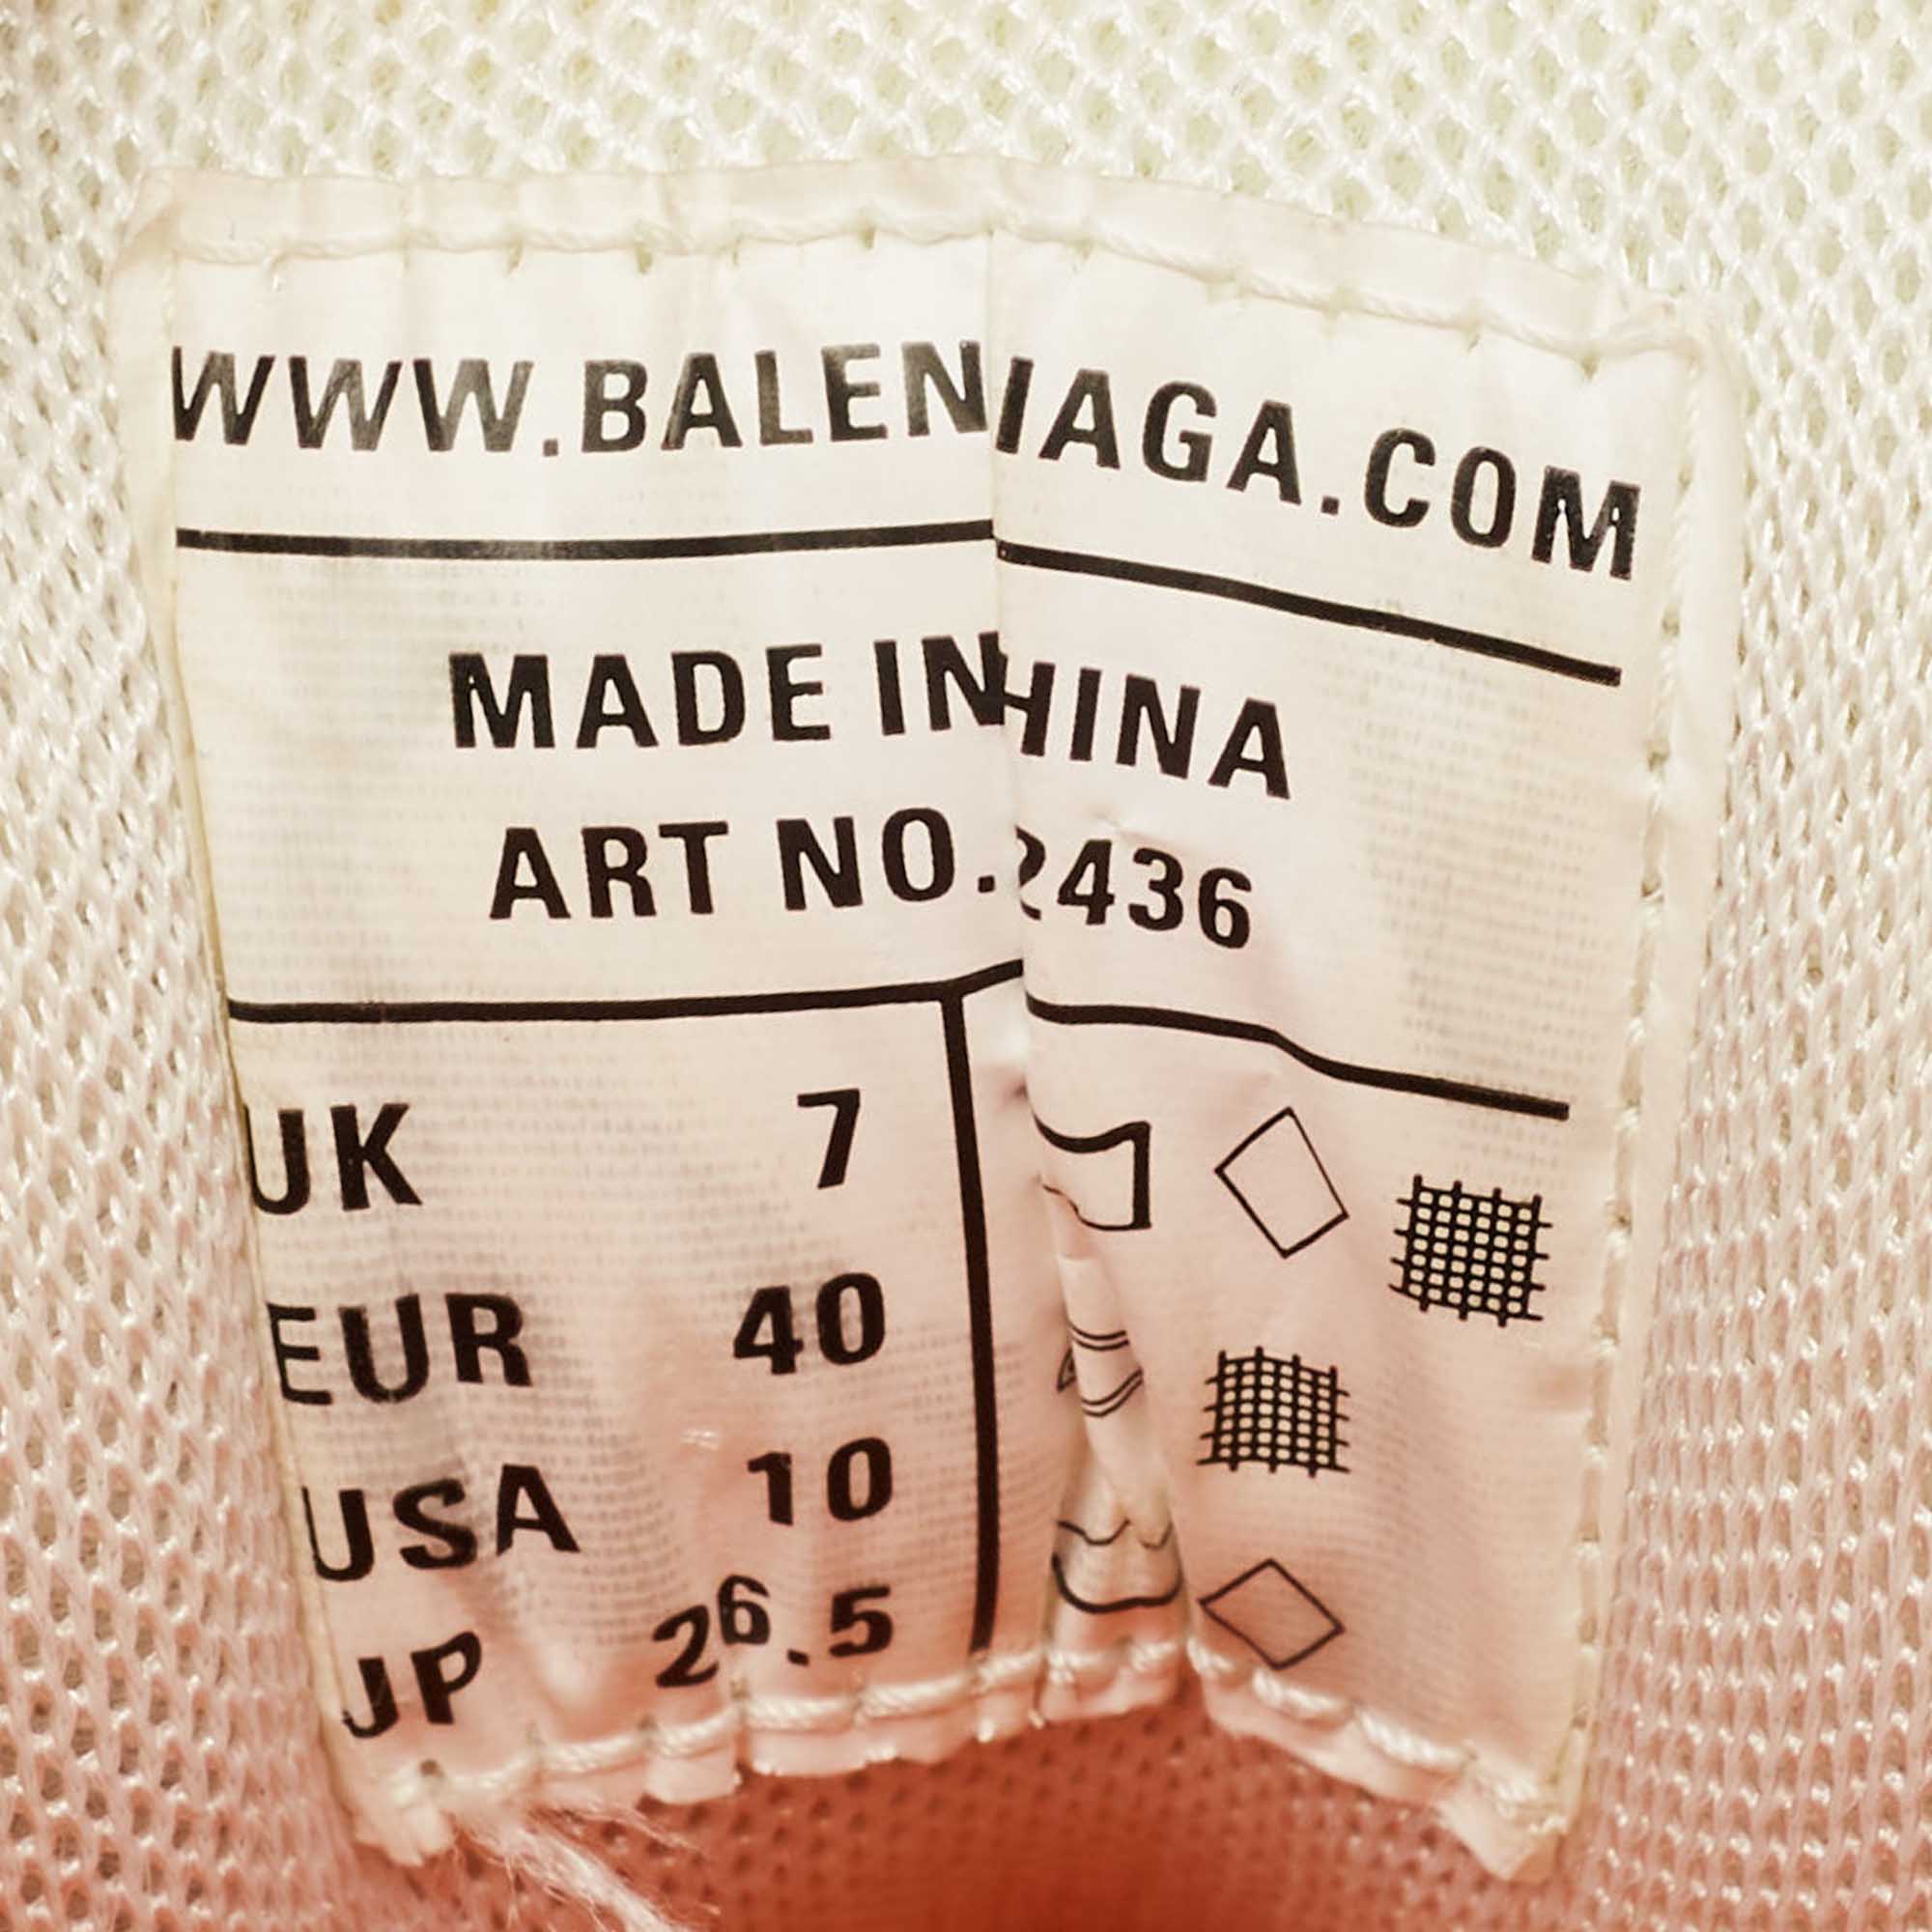 WWW.BALENIAGA.COM
MADE IN HINA
ART NO. 2436
UK 7
EUR 40
USA 10
JP 26.5